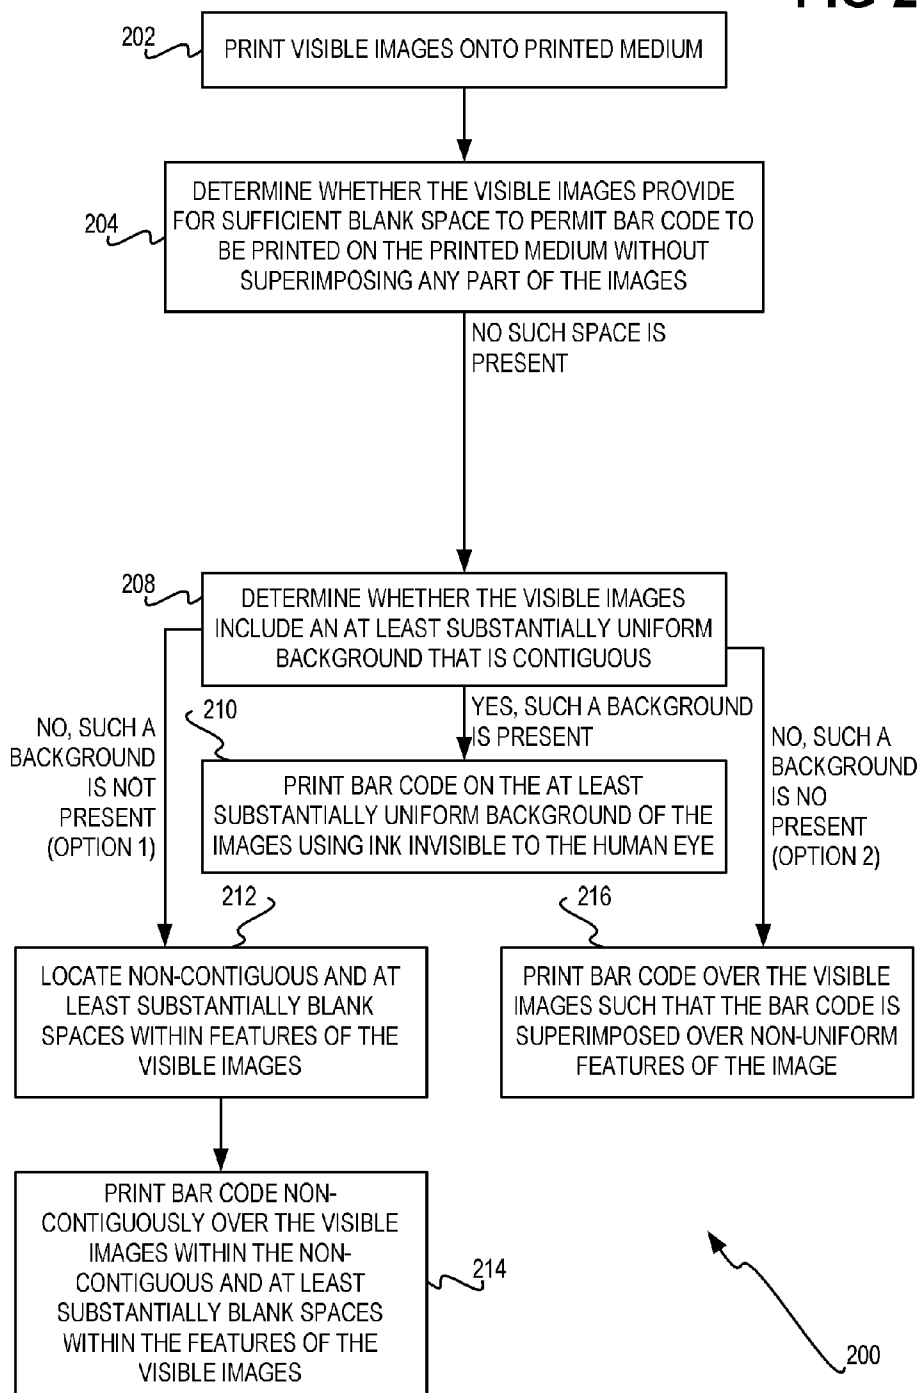 FIG 2
202
PRINT VISIBLE IMAGES ONTO PRINTED MEDIUM
204
DETERMINE WHETHER THE VISIBLE IMAGES PROVIDE
FOR SUFFICIENT BLANK SPACE TO PERMIT BAR CODE TO
BE PRINTED ON THE PRINTED MEDIUM WITHOUT
SUPERIMPOSING ANY PART OF THE IMAGES
NO SUCH SPACE IS
PRESENT
208
DETERMINE WHETHER THE VISIBLE IMAGES
INCLUDE AN AT LEAST SUBSTANTIALLY UNIFORM
BACKGROUND THAT IS CONTIGUOUS
NO, SUCH A
BACKGROUND
IS NOT
PRESENT
(OPTION 1)
210
YES, SUCH A BACKGROUND
IS PRESENT
NO, SUCH A
BACKGROUND
IS NO
PRESENT
(OPTION 2)
PRINT BAR CODE ON THE AT LEAST
SUBSTANTIALLY UNIFORM BACKGROUND OF THE
IMAGES USING INK INVISIBLE TO THE HUMAN EYE
212
LOCATE NON-CONTIGUOUS AND AT
LEAST SUBSTANTIALLY BLANK
SPACES WITHIN FEATURES OF THE
VISIBLE IMAGES
216
PRINT BAR CODE OVER THE VISIBLE
IMAGES SUCH THAT THE BAR CODE IS
SUPERIMPOSED OVER NON-UNIFORM
FEATURES OF THE IMAGE
PRINT BAR CODE NON-
CONTIGUOUSLY OVER THE VISIBLE
IMAGES WITHIN THE NON-
CONTIGUOUS AND AT LEAST
SUBSTANTIALLY BLANK SPACES
WITHIN THE FEATURES OF THE
VISIBLE IMAGES
214
200